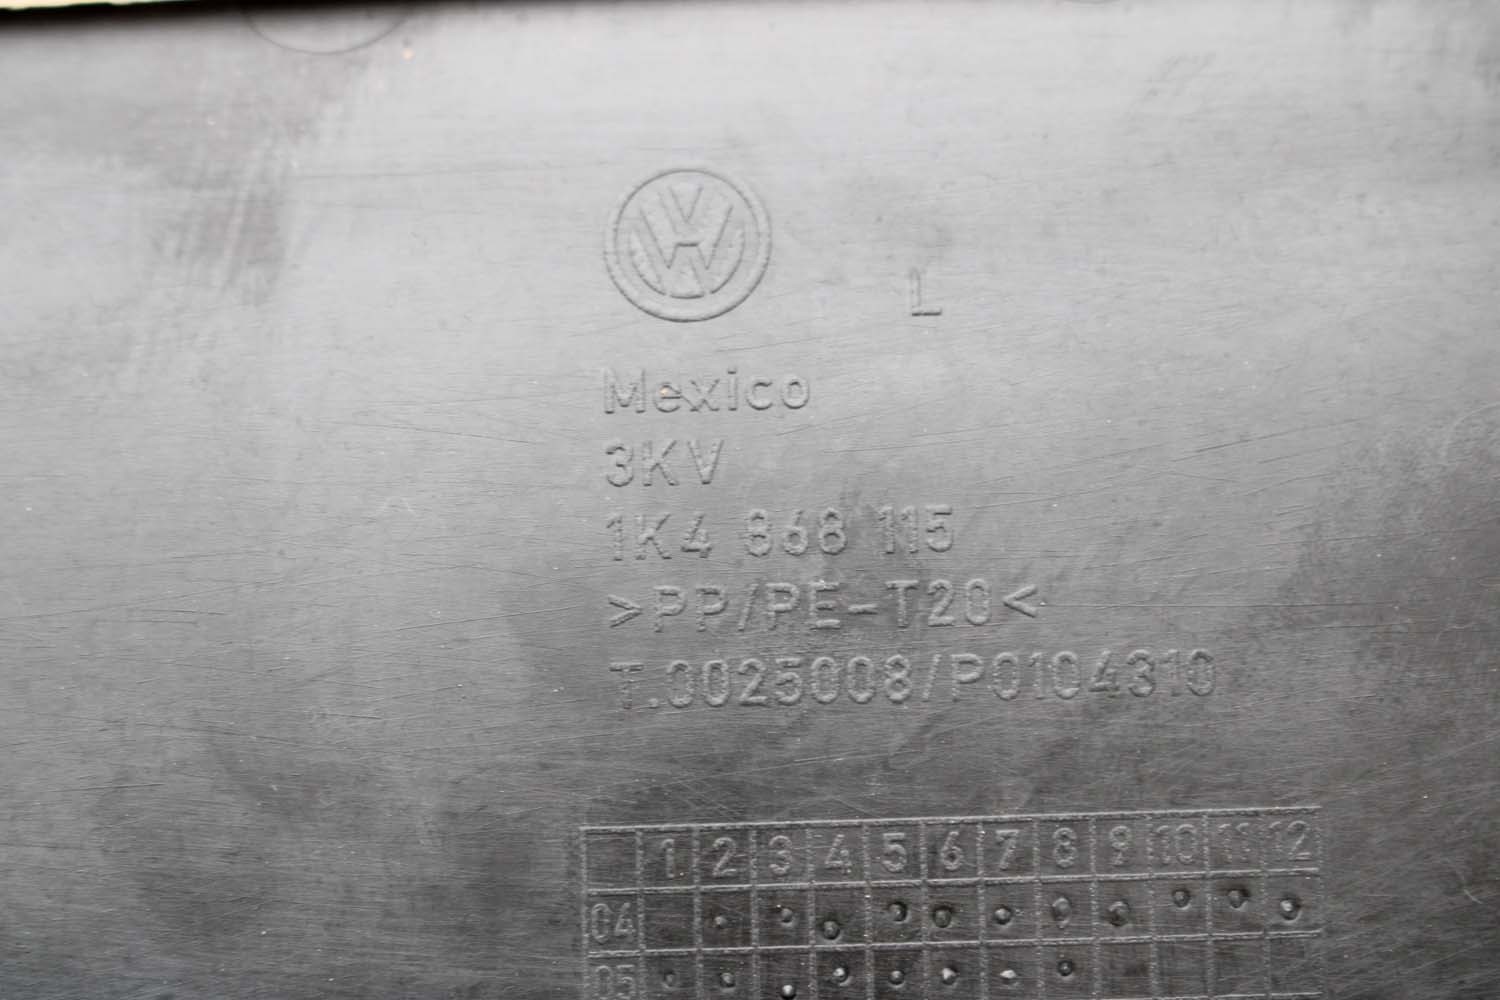 L
Mexico
3KV
1K4 868 115
>PP/PE-T20<
T.0025008/P0104310
1 2 3 4 5 6 7 8 9 10 11 12
04
05